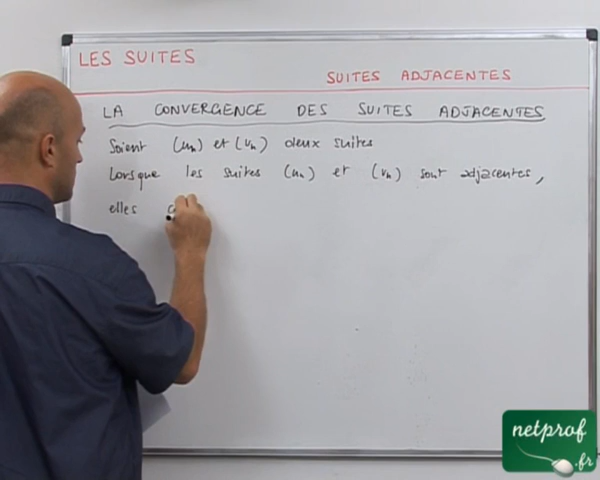 LES SUITES
SUITES ADJACENTES
LA CONVERGENCE DES SUITES ADJACENTES
Soient (un) et (vn) deux suites
Lorsque les suites (un) et (vn) sont adjacentes,
elles c
netprof
.fr